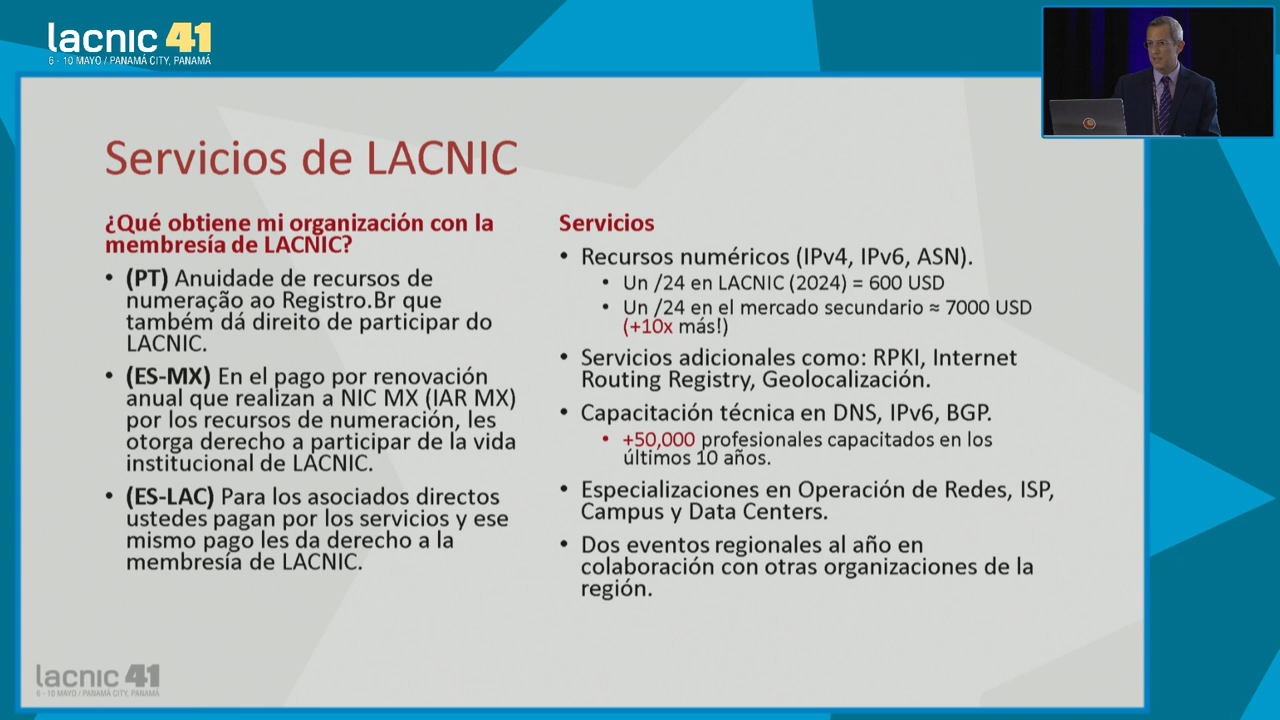 lacnic 41
6 - 10 MAYO / PANAMÁ CITY, PANAMÁ
Servicios de LACNIC
¿Qué obtiene mi organización con la
membresía de LACNIC?
• (PT) Anuidade de recursos de
numeração ao Registro.Br que
também dá direito de participar do
LACNIC.
• (ES-MX) En el pago por renovación
anual que realizan a NIC MX (IAR MX)
por los recursos de numeración, les
otorga derecho a participar de la vida
institucional de LACNIC.
• (ES-LAC) Para los asociados directos
ustedes pagan por los servicios y ese
mismo pago les da derecho a la
membresía de LACNIC.
Servicios
• Recursos numéricos (IPv4, IPv6, ASN).
• Un /24 en LACNIC (2024) = 600 USD
• Un /24 en el mercado secundario ≈ 7000 USD
(+10x más!)
• Servicios adicionales como: RPKI, Internet
Routing Registry, Geolocalización.
• Capacitación técnica en DNS, IPv6, BGP.
• +50,000 profesionales capacitados en los
últimos 10 años.
• Especializaciones en Operación de Redes, ISP,
Campus y Data Centers.
• Dos eventos regionales al año en
colaboración con otras organizaciones de la
región.
lacnic 41
6 - 10 MAYO / PANAMÁ CITY, PANAMÁ